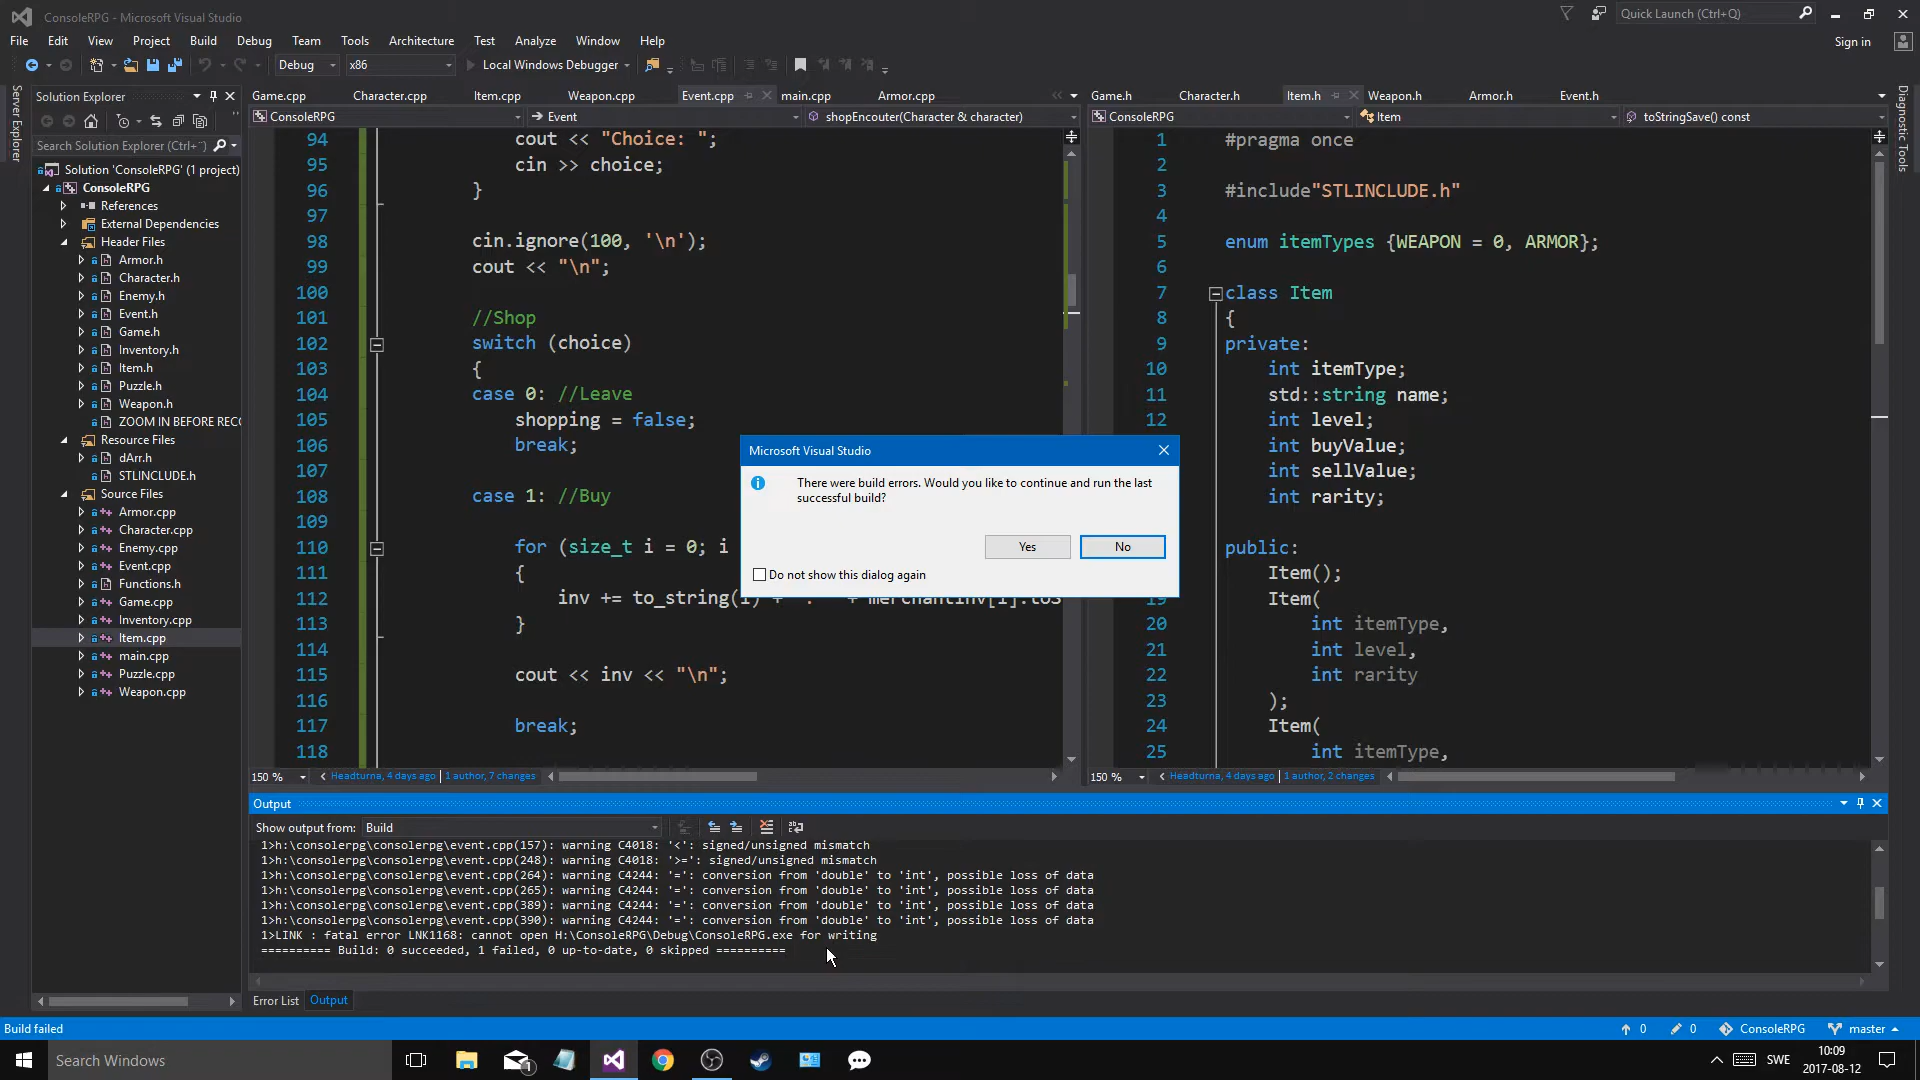 ConsoleRPG - Microsoft Visual Studio
Quick Launch (Ctrl+Q)
File Edit View Project Build Debug Team Tools Architecture Test Analyze Window Help
Sign in
Debug x86 Local Windows Debugger
Server Explorer
Solution Explorer
Search Solution Explorer (Ctrl+
Solution 'ConsoleRPG' (1 project)
ConsoleRPG
References
External Dependencies
Header Files
Armor.h
Character.h
Enemy.h
Event.h
Game.h
Inventory.h
Item.h
Puzzle.h
Weapon.h
ZOOM IN BEFORE REC
Resource Files
dArr.h
STLINCLUDE.h
Source Files
Armor.cpp
Character.cpp
Enemy.cpp
Event.cpp
Functions.h
Game.cpp
Inventory.cpp
Item.cpp
main.cpp
Puzzle.cpp
Weapon.cpp
Game.cpp Character.cpp Item.cpp Weapon.cpp Event.cpp main.cpp Armor.cpp
ConsoleRPG Event shopEncouter(Character & character)
94 cout << "Choice: ";
95 cin >> choice;
96 }
97
98 cin.ignore(100, '\n');
99 cout << "\n";
100
101 //Shop
102 switch (choice)
103 {
104 case 0: //Leave
105 shopping = false;
106 break;
107
108 case 1: //Buy
109
110 for (size_t i = 0; i
111 {
112 inv += to_string(i) + 
113 }
114
115 cout << inv << "\n";
116
117 break;
118
150 % Headturna, 4 days ago | 1 author, 7 changes
Game.h Character.h Item.h Weapon.h Armor.h Event.h
ConsoleRPG Item toStringSave() const
1 #pragma once
2
3 #include"STLINCLUDE.h"
4
5 enum itemTypes {WEAPON = 0, ARMOR};
6
7 class Item
8 {
9 private:
10 int itemType;
11 std::string name;
12 int level;
int buyValue;
int sellValue;
int rarity;
public:
Item();
19 Item(
20 int itemType,
21 int level,
22 int rarity
23 );
24 Item(
25 int itemType,
150 % Headturna, 4 days ago | 1 author, 2 changes
Diagnostic Tools
Microsoft Visual Studio
There were build errors. Would you like to continue and run the last
successful build?
Yes No
Do not show this dialog again
Output
Show output from: Build
1>h:\consolerpg\consolerpg\event.cpp(157): warning C4018: '<': signed/unsigned mismatch
1>h:\consolerpg\consolerpg\event.cpp(248): warning C4018: '>=': signed/unsigned mismatch
1>h:\consolerpg\consolerpg\event.cpp(264): warning C4244: '=': conversion from 'double' to 'int', possible loss of data
1>h:\consolerpg\consolerpg\event.cpp(265): warning C4244: '=': conversion from 'double' to 'int', possible loss of data
1>h:\consolerpg\consolerpg\event.cpp(389): warning C4244: '=': conversion from 'double' to 'int', possible loss of data
1>h:\consolerpg\consolerpg\event.cpp(390): warning C4244: '=': conversion from 'double' to 'int', possible loss of data
1>LINK : fatal error LNK1168: cannot open H:\ConsoleRPG\Debug\ConsoleRPG.exe for writing
========== Build: 0 succeeded, 1 failed, 0 up-to-date, 0 skipped ==========
Error List Output
Build failed
0 0 ConsoleRPG master
Search Windows
1
SWE
10:09
2017-08-12